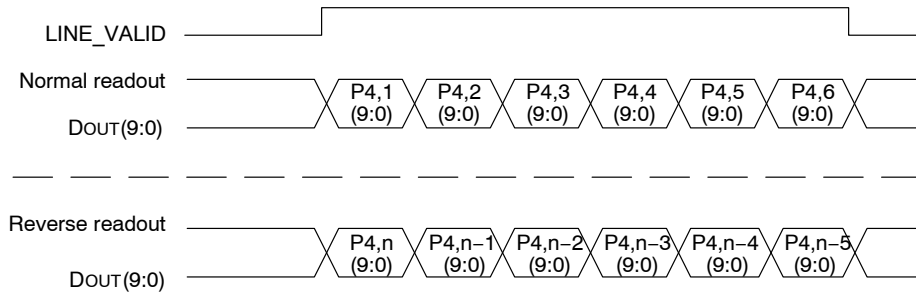 LINE_VALID
Normal readout
P4,1 P4,2 P4,3 P4,4 P4,5 P4,6
(9:0) (9:0) (9:0) (9:0) (9:0) (9:0)
DOUT(9:0)
Reverse readout
P4,n P4,n−1 P4,n−2 P4,n−3 P4,n−4 P4,n−5
(9:0) (9:0) (9:0) (9:0) (9:0) (9:0)
DOUT(9:0)